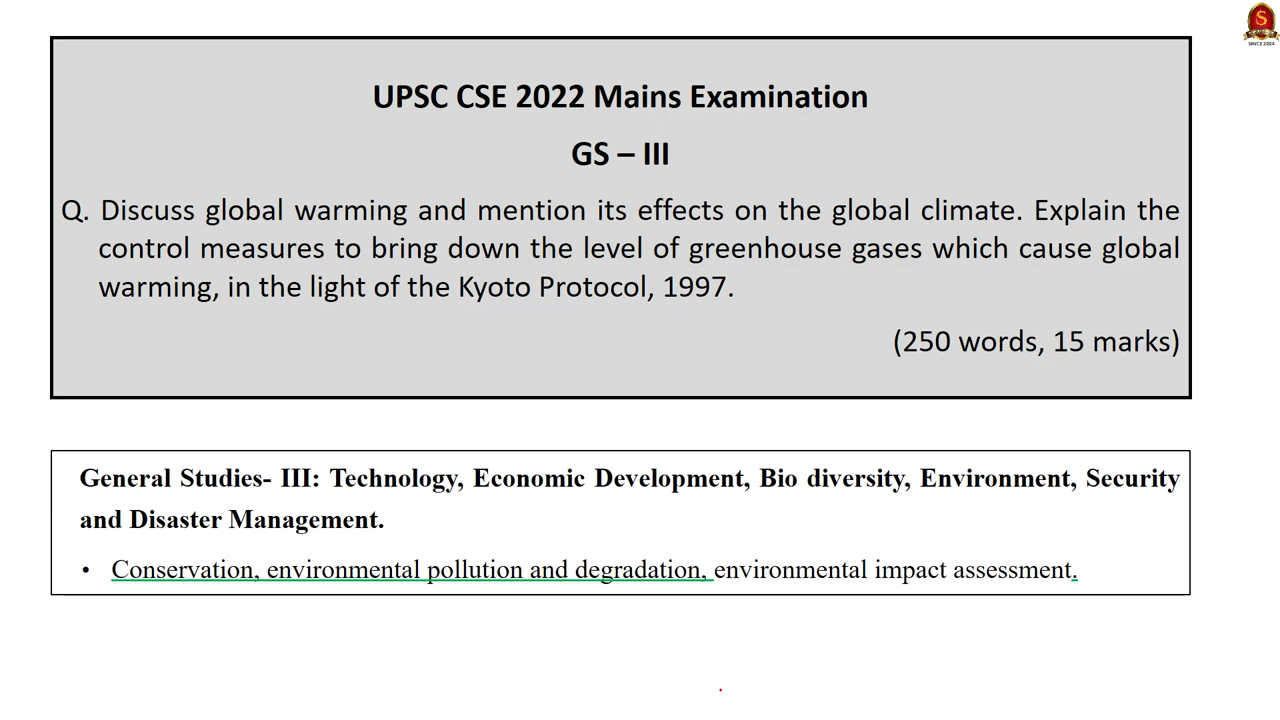 S
SINCE 2004
UPSC CSE 2022 Mains Examination
GS – III
Q. Discuss global warming and mention its effects on the global climate. Explain the
control measures to bring down the level of greenhouse gases which cause global
warming, in the light of the Kyoto Protocol, 1997.
(250 words, 15 marks)
General Studies- III: Technology, Economic Development, Bio diversity, Environment, Security
and Disaster Management.
• Conservation, environmental pollution and degradation, environmental impact assessment.